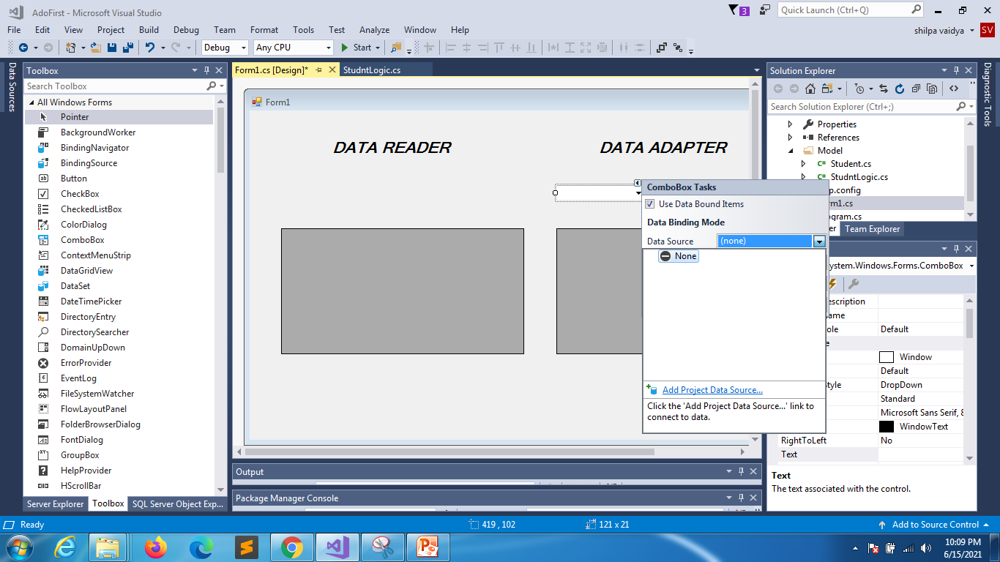 AdoFirst - Microsoft Visual Studio
3
Quick Launch (Ctrl+Q)
File Edit View Project Build Debug Team Format Tools Test Analyze Window Help
shilpa vaidya SV
Debug Any CPU Start
Data Sources
Toolbox
Search Toolbox
All Windows Forms
Pointer
BackgroundWorker
BindingNavigator
BindingSource
Button
CheckBox
CheckedListBox
ColorDialog
ComboBox
ContextMenuStrip
DataGridView
DataSet
DateTimePicker
DirectoryEntry
DirectorySearcher
DomainUpDown
ErrorProvider
EventLog
FileSystemWatcher
FlowLayoutPanel
FolderBrowserDialog
FontDialog
GroupBox
HelpProvider
HScrollBar
Server Explorer Toolbox SQL Server Object Exp...
Form1.cs [Design]* StudntLogic.cs
Form1
DATA READER
DATA ADAPTER
ComboBox Tasks
Use Data Bound Items
Data Binding Mode
Data Source (none)
None
Add Project Data Source...
Click the 'Add Project Data Source...' link to
connect to data.
Output
Package Manager Console
Solution Explorer
Search Solution Explorer (Ctrl+;)
Properties
References
Model
Student.cs
StudntLogic.cs
p.config
rm1.cs
ogram.cs
er Team Explorer
ystem.Windows.Forms.ComboBox
escription
ame
ole Default
e
Window
Default
Style DropDown
Standard
Microsoft Sans Serif, 8
WindowText
RightToLeft No
Text
Text
The text associated with the control.
Diagnostic Tools
Ready 419 , 102 121 x 21 Add to Source Control
10:09 PM
6/15/2021